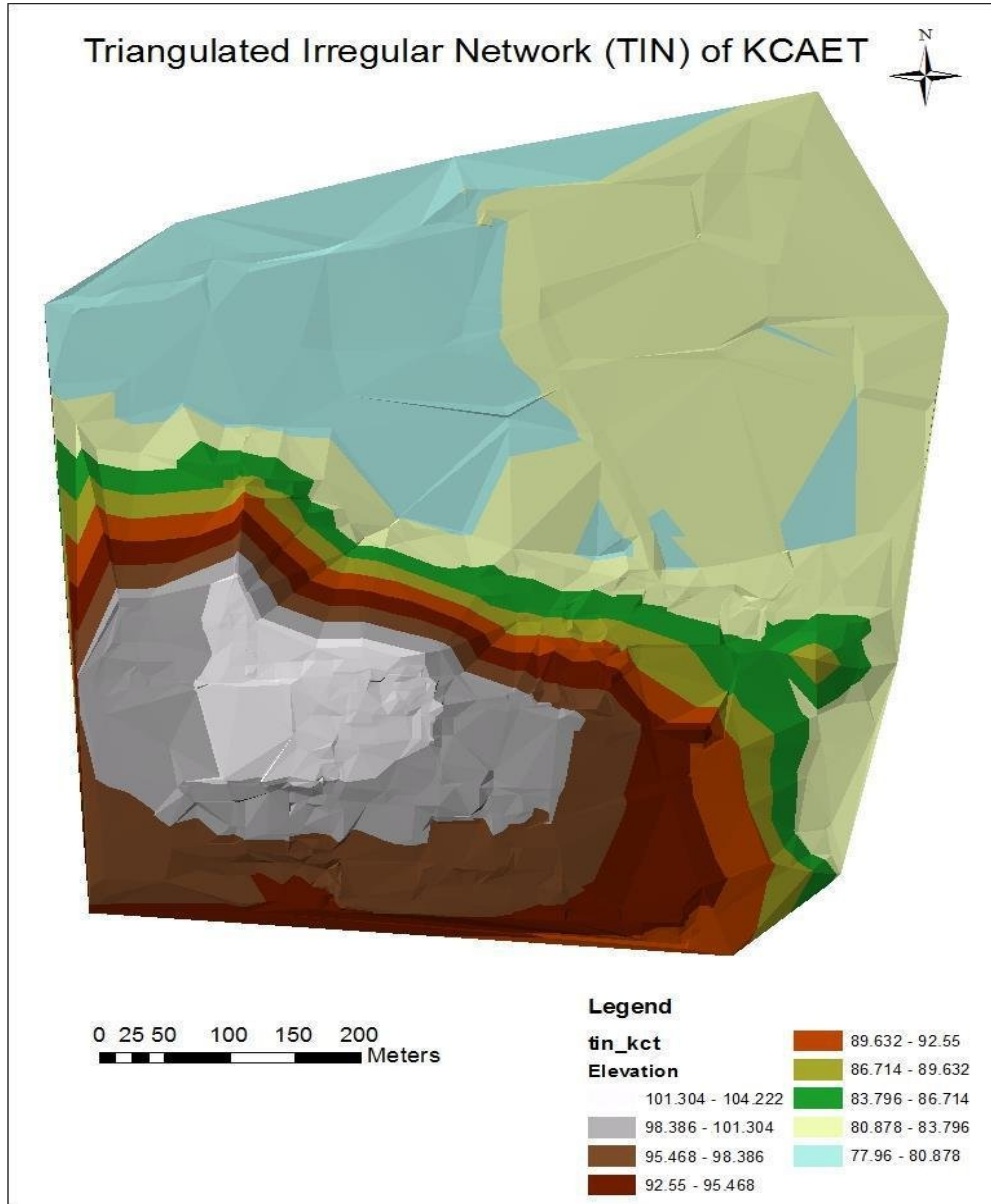 Triangulated Irregular Network (TIN) of KCAET
N
0 25 50 100 150 200
Meters
Legend
tin_kct
Elevation
101.304 - 104.222
98.386 - 101.304
95.468 - 98.386
92.55 - 95.468
89.632 - 92.55
86.714 - 89.632
83.796 - 86.714
80.878 - 83.796
77.96 - 80.878